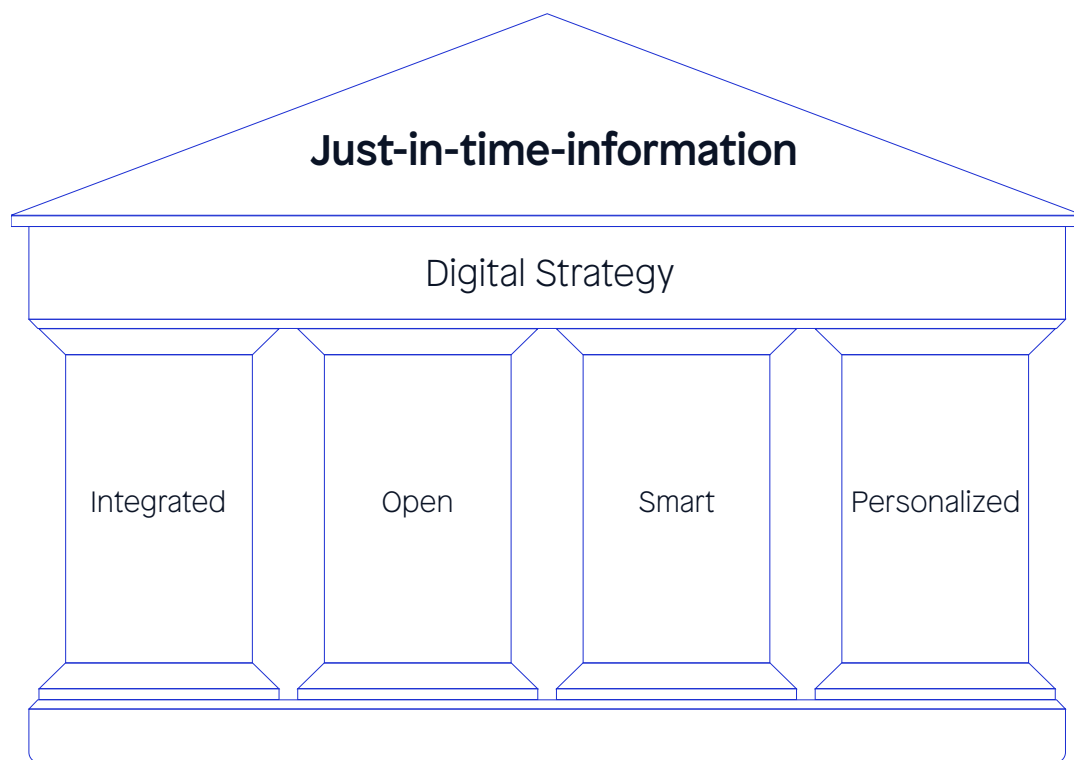 Just-in-time-information
Digital Strategy
Integrated
Open
Smart
Personalized